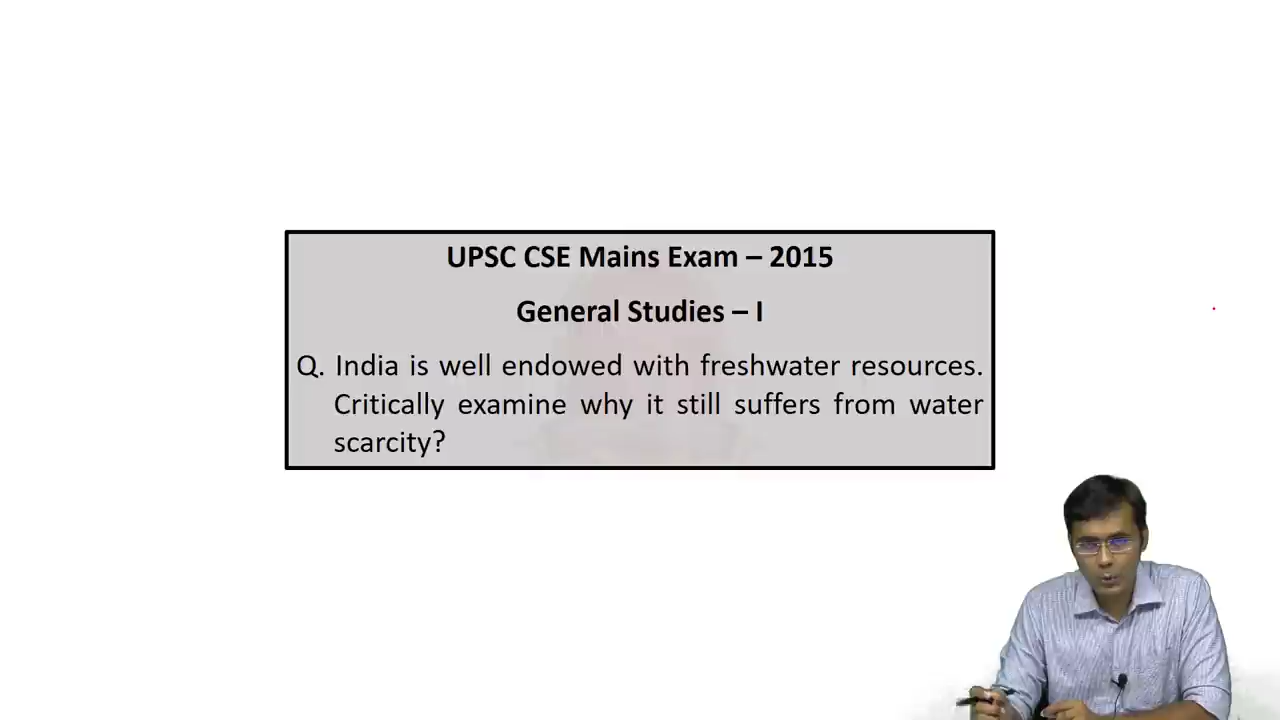 UPSC CSE Mains Exam – 2015
General Studies – I
Q. India is well endowed with freshwater resources.
Critically examine why it still suffers from water
scarcity?